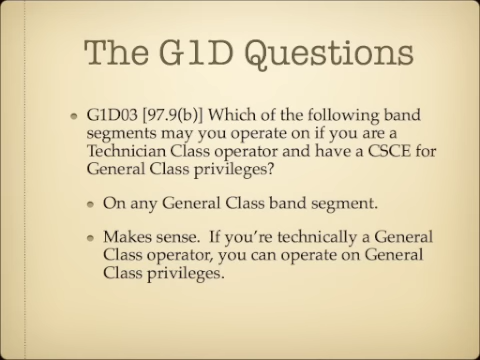 The G1D Questions
G1D03 [97.9(b)] Which of the following band
segments may you operate on if you are a
Technician Class operator and have a CSCE for
General Class privileges?
On any General Class band segment.
Makes sense.  If you're technically a General
Class operator, you can operate on General
Class privileges.